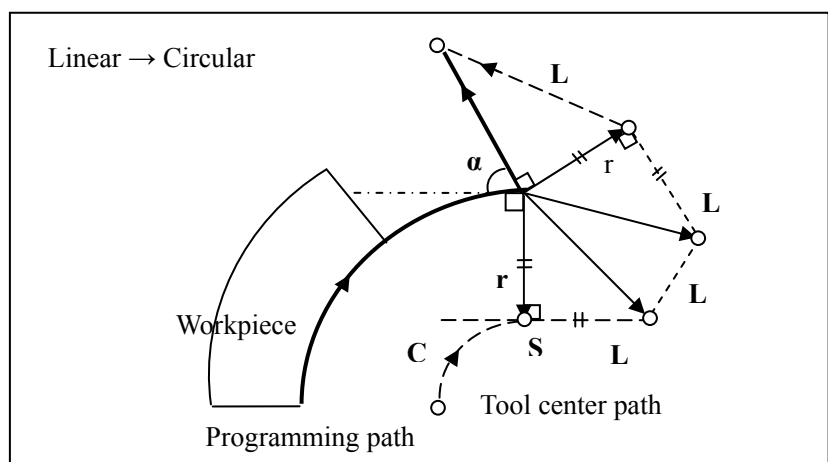 Linear → Circular
L
α
r
L
r
L
Workpiece
C
S
L
Tool center path
Programming path